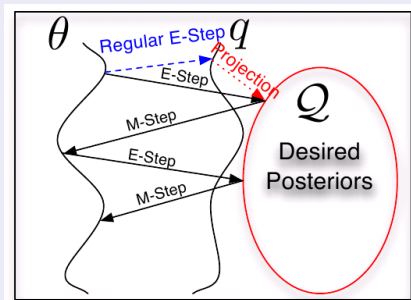 θ
Regular E-Step
q
Projection
E-Step
Q
M-Step
Desired
Posteriors
E-Step
M-Step